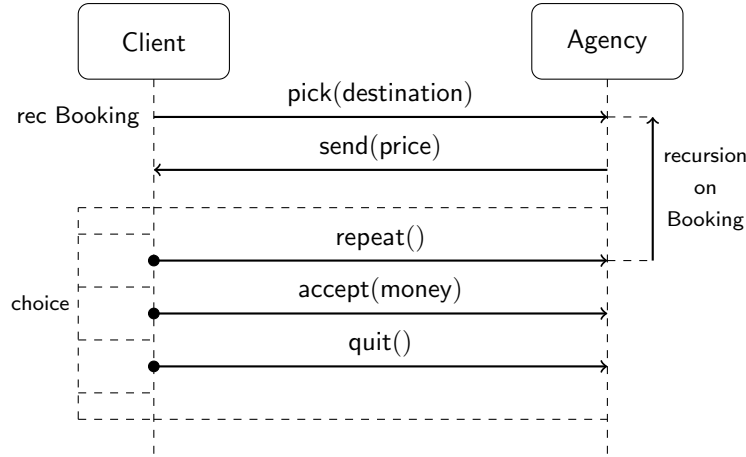 Client
Agency
rec Booking
pick(destination)
send(price)
recursion
on
Booking
repeat()
choice
accept(money)
quit()